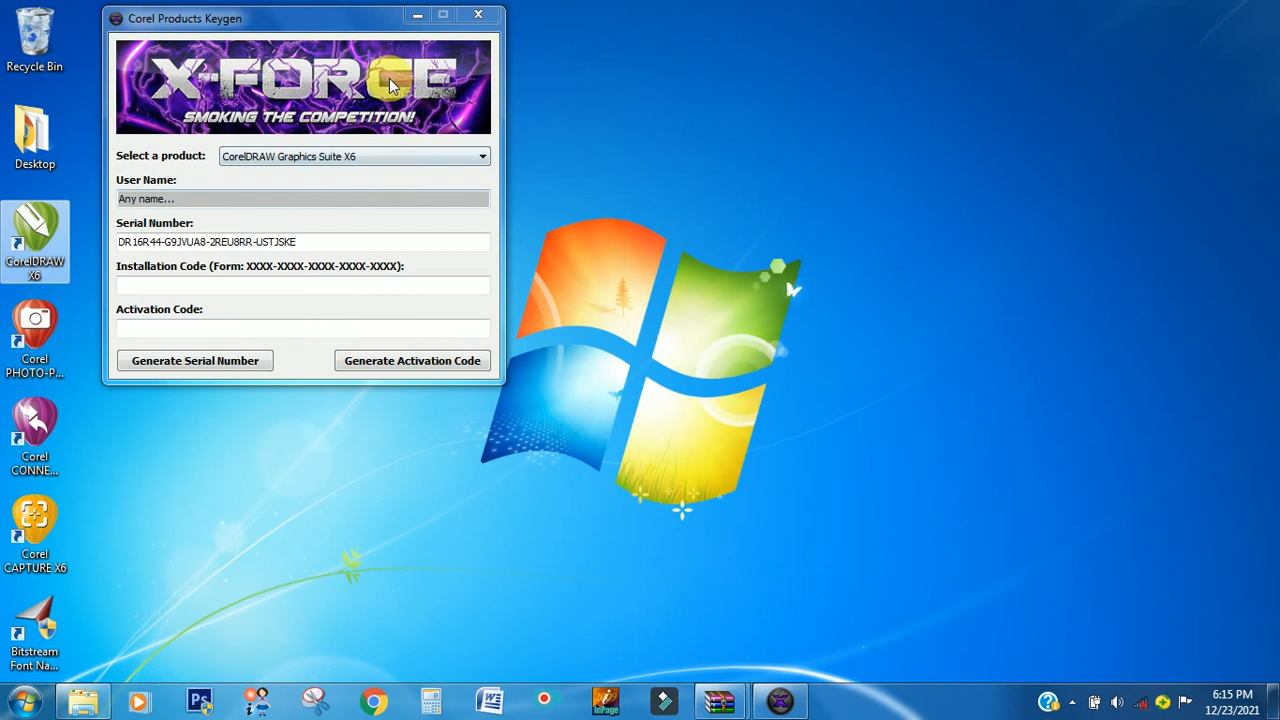 Recycle Bin
Desktop
CorelDRAW
X6
Corel
PHOTO-P...
Corel
CONNE...
Corel
CAPTURE X6
Bitstream
Font Na...
Corel Products Keygen
X-FORCE
SMOKING THE COMPETITION!
Select a product:
CorelDRAW Graphics Suite X6
User Name:
Any name...
Serial Number:
DR16R44-G9JVUA8-2REU8RR-USTJSKE
Installation Code (Form: XXXX-XXXX-XXXX-XXXX-XXXX):
Activation Code:
Generate Serial Number
Generate Activation Code
Ps
InPage
6:15 PM
12/23/2021